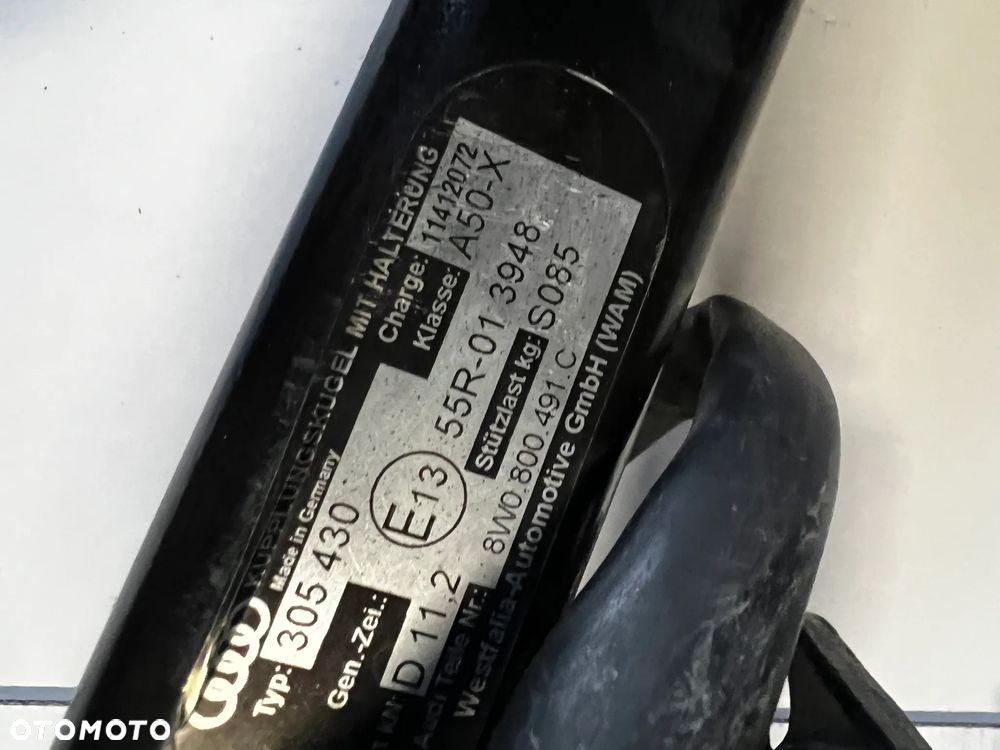 KUPPLUNGSKUGEL MIT HALTERUNG
Made in Germany
Charge: 11412072
Typ: 305 430
Klasse: A50-X
Gen.-Zei.: E13 55R-01 3948
D 11,2
Stützlast kg: S085
Audi Teile Nr.: 8W0.800.491.C
Westfalia-Automotive GmbH (WAM)
OTOMOTO